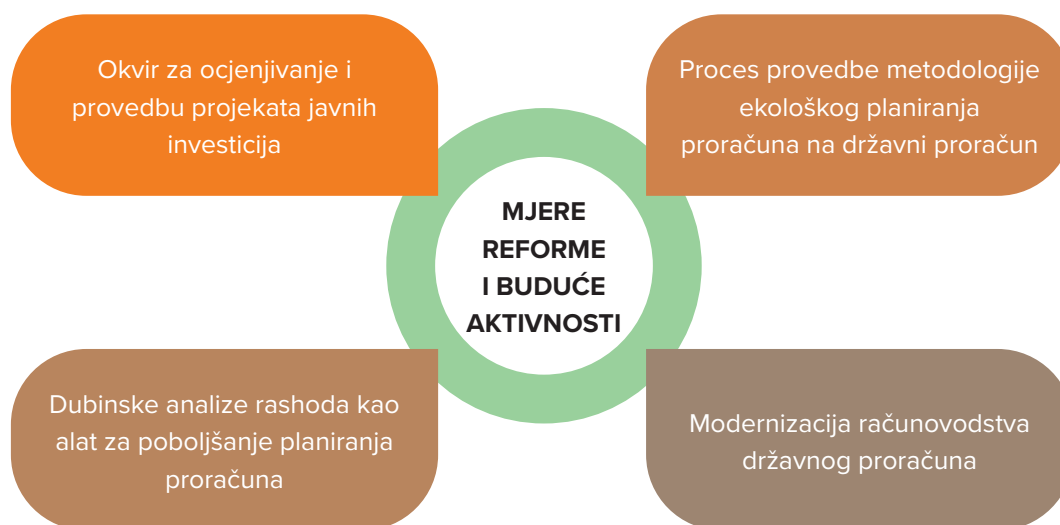 Okvir za ocjenjivanje i
provedbu projekata javnih
investicija
Proces provedbe metodologije
ekološkog planiranja
proračuna na državni proračun
MJERE
REFORME
I BUDUĆE
AKTIVNOSTI
Dubinske analize rashoda kao
alat za poboljšanje planiranja
proračuna
Modernizacija računovodstva
državnog proračuna